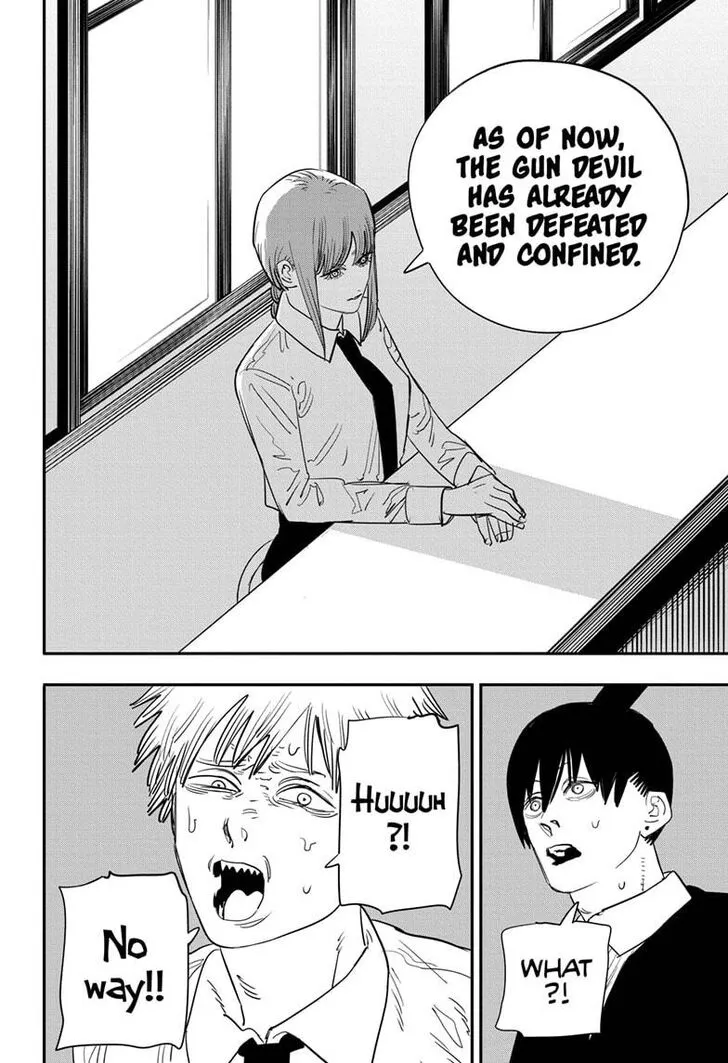 AS OF NOW,
THE GUN DEVIL
HAS ALREADY
BEEN DEFEATED
AND CONFINED.
HUUUUH
?!
NO
WAY!!
WHAT
?!